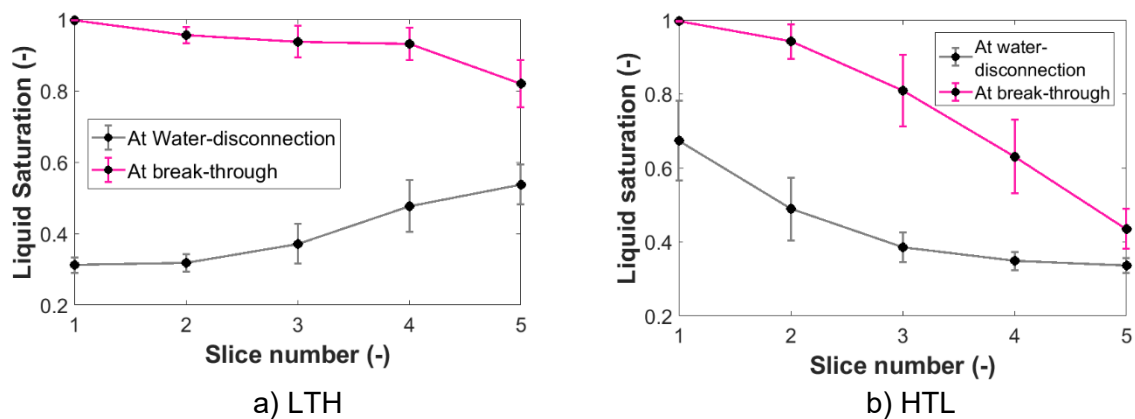 1
0.8
0.6
0.4
0.2
Liquid Saturation (-)
At Water-disconnection
At break-through
1
2
3
4
5
Slice number (-)
a) LTH
1
0.8
0.6
0.4
0.2
Liquid saturation (-)
At water-
disconnection
At break-through
1
2
3
4
5
Slice number (-)
b) HTL